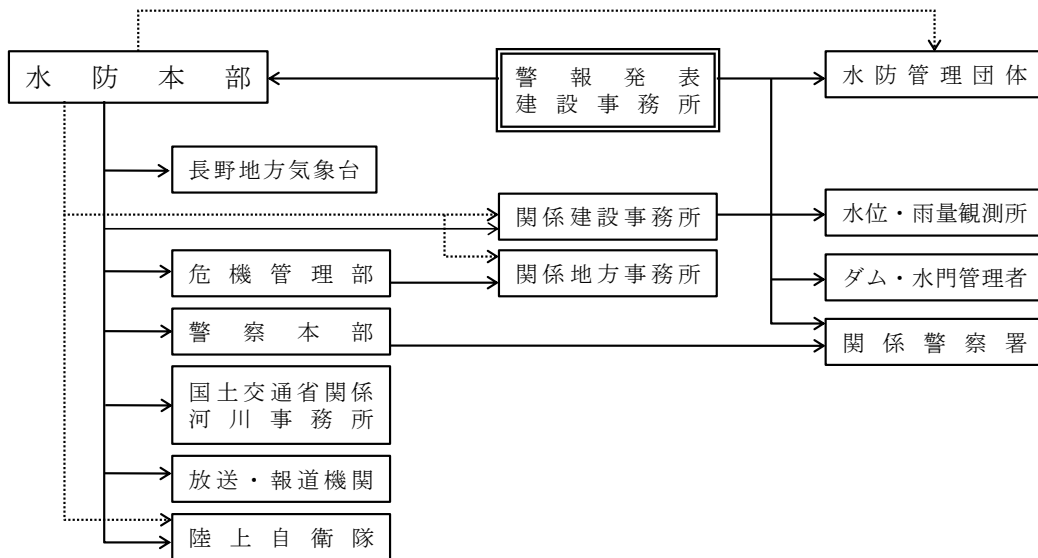 水防本部
警報発表
建設事務所
水防管理団体
長野地方気象台
関係建設事務所
水位・雨量観測所
危機管理部
関係地方事務所
ダム・水門管理者
警察本部
関係警察署
国土交通省関係
河川事務所
放送・報道機関
陸上自衛隊